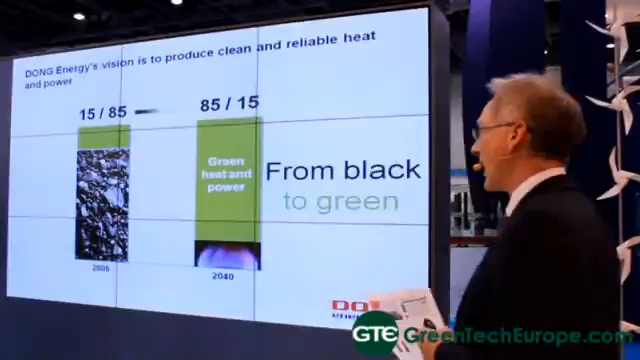 DONG Energy's vision is to produce clean and reliable heat
and power
15 / 85
85 / 15
Green
heat and
power
From black
to green
2006
2040
GTE GreenTechEurope.com